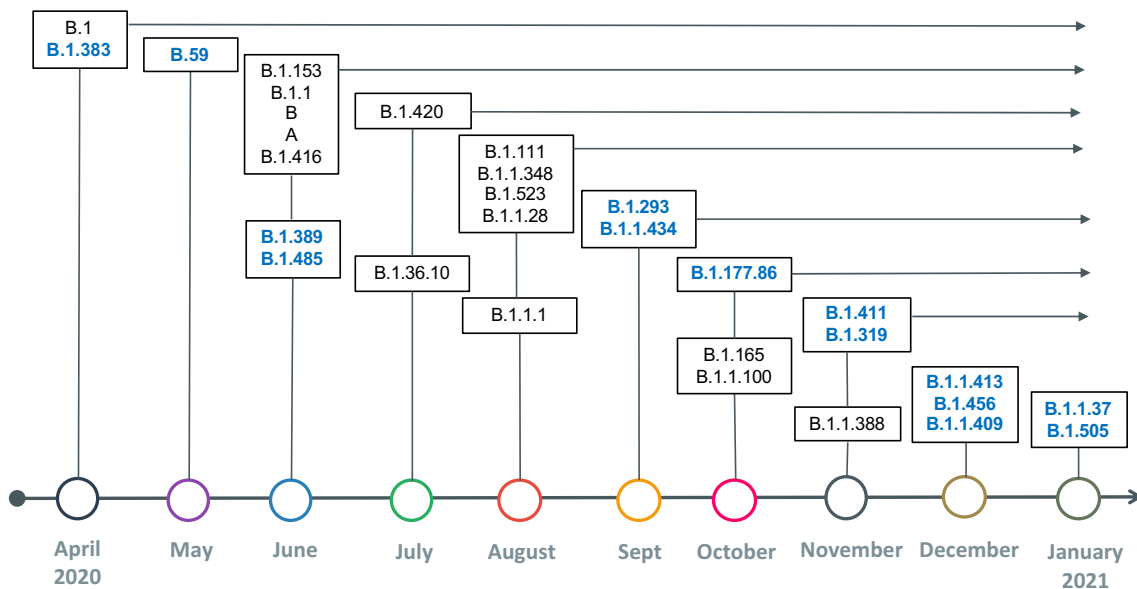 B.1
B.1.383
B.59
B.1.153
B.1.1
B
A
B.1.416
B.1.389
B.1.485
B.1.420
B.1.36.10
B.1.111
B.1.1.348
B.1.523
B.1.1.28
B.1.1.1
B.1.293
B.1.1.434
B.1.177.86
B.1.165
B.1.1.100
B.1.411
B.1.319
B.1.1.388
B.1.1.413
B.1.456
B.1.1.409
B.1.1.37
B.1.505
April
2020
May
June
July
August
Sept
October
November
December
January
2021